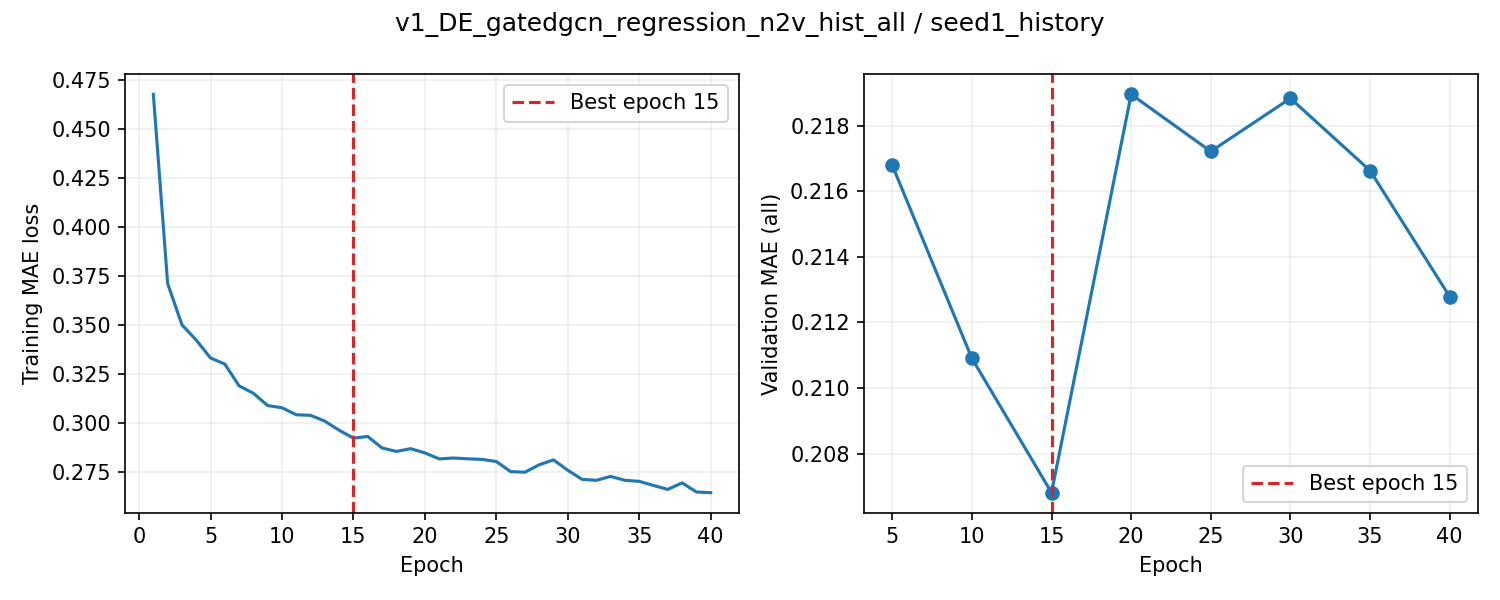 v1_DE_gatedgcn_regression_n2v_hist_all / seed1_history
Training MAE loss
0.475
0.450
0.425
0.400
0.375
0.350
0.325
0.300
0.275
0 5 10 15 20 25 30 35 40
Epoch
Best epoch 15
Validation MAE (all)
0.218
0.216
0.214
0.212
0.210
0.208
5 10 15 20 25 30 35 40
Epoch
Best epoch 15